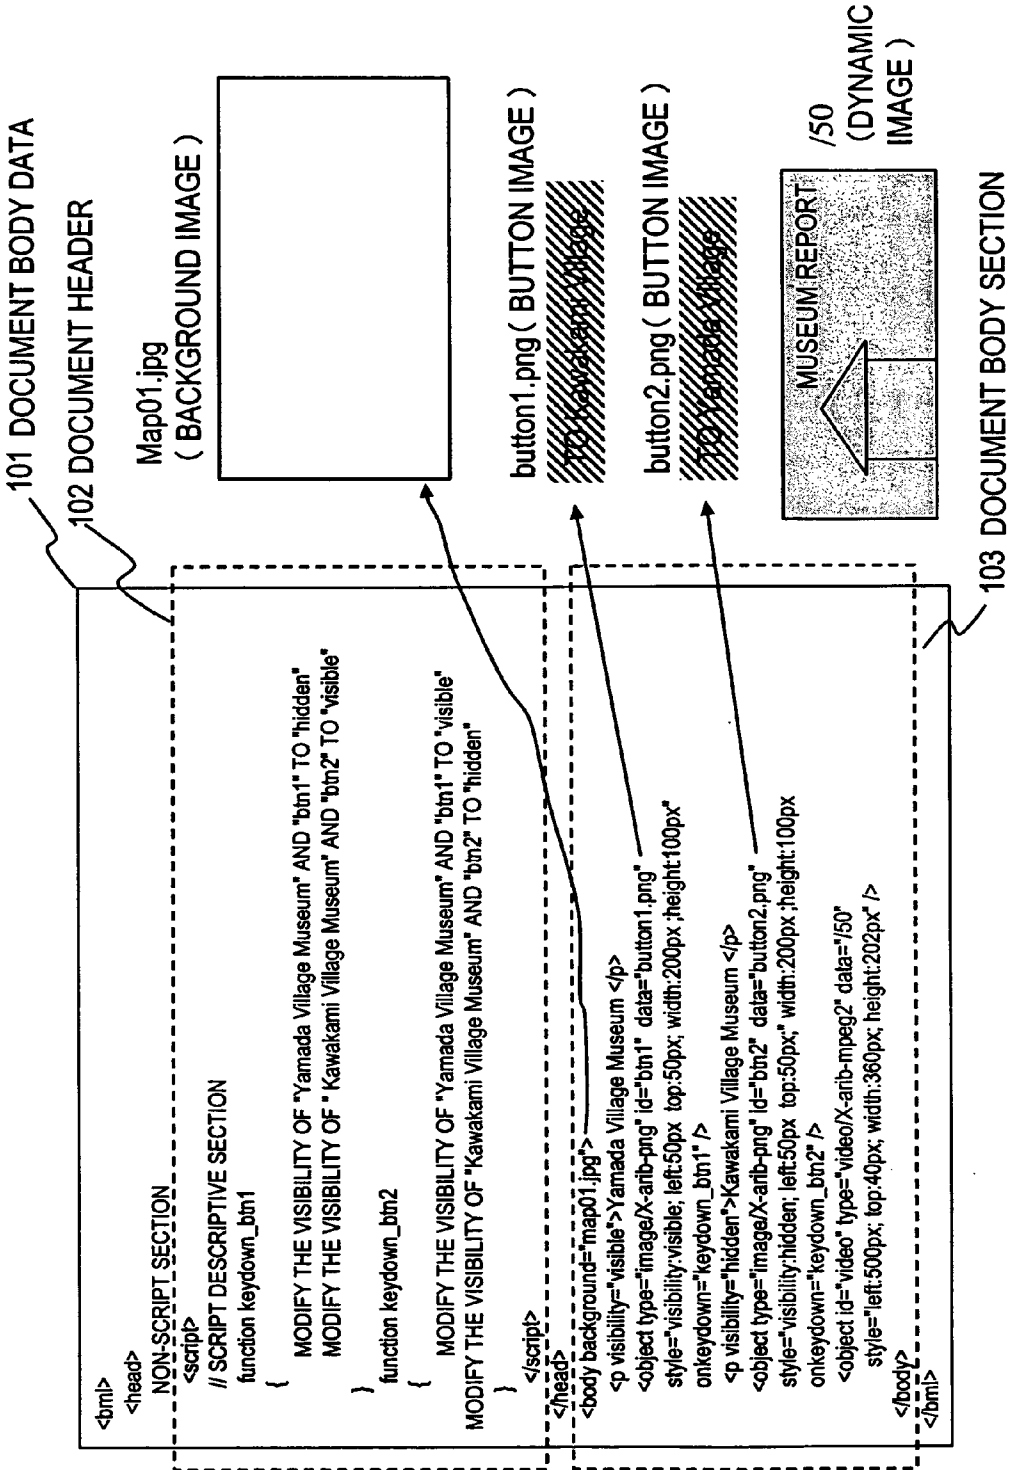 101 DOCUMENT BODY DATA
102 DOCUMENT HEADER
<bml>
<head>
NON-SCRIPT SECTION
<script>
// SCRIPT DESCRIPTIVE SECTION
function keydown_btn1
{
MODIFY THE VISIBILITY OF "Yamada Village Museum" AND "btn1" TO "hidden"
MODIFY THE VISIBILITY OF " Kawakami Village Museum" AND "btn2" TO "visible"
}
function keydown_btn2
{
MODIFY THE VISIBILITY OF "Yamada Village Museum" AND "btn1" TO "visible"
MODIFY THE VISIBILITY OF "Kawakami Village Museum" AND "btn2" TO "hidden"
}
</script>
</head>
<body background="map01.jpg">
<p visibility="visible">Yamada Village Museum </p>
<object type="image/X-arib-png" id="btn1" data="button1.png"
style="visibility:visible; left:50px top:50px; width:200px ;height:100px"
onkeydown="keydown_btn1" />
<p visibility="hidden">Kawakami Village Museum </p>
<object type="image/X-arib-png" id="btn2" data="button2.png"
style="visibility:hidden; left:50px top:50px;" width:200px ;height:100px
onkeydown="keydown_btn2" />
<object id="video" type="video/X-arib-mpeg2" data="/50"
style="left:500px; top:40px; width:360px; height:202px" />
</body>
</bml>
Map01.jpg
( BACKGROUND IMAGE )
button1.png ( BUTTON IMAGE )
TO Kawakami Village
button2.png ( BUTTON IMAGE )
TO Yamada Village
MUSEUM REPORT
/50
(DYNAMIC
IMAGE )
103 DOCUMENT BODY SECTION